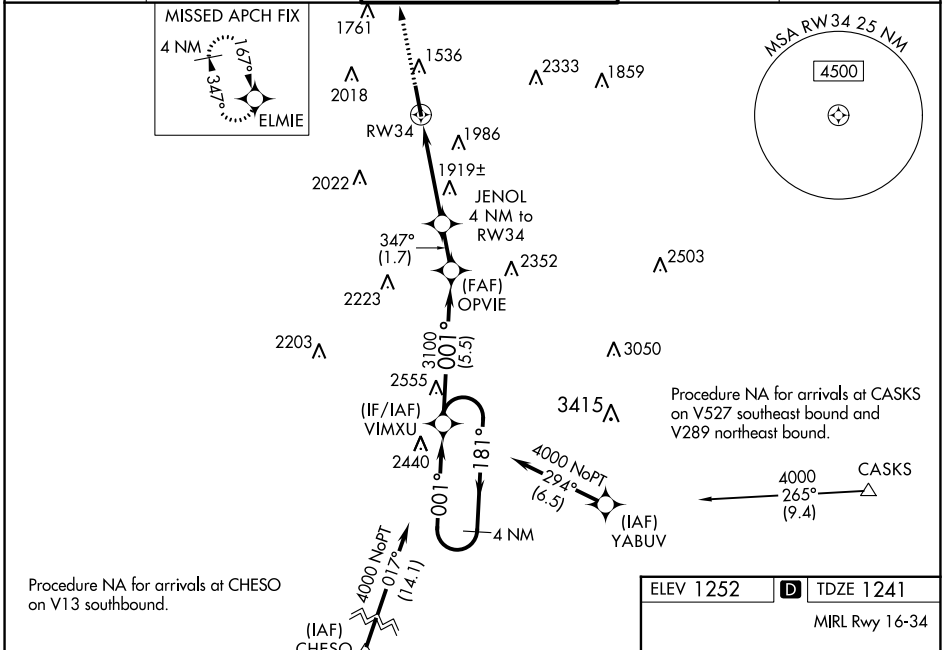 MISSED APCH FIX
4 NM
347°
167°
ELMIE
1761
1536
2018
2333
1859
MSA RW34 25 NM
4500
RW34
1986
1919±
2022
JENOL
4 NM to
RW34
347°
(1.7)
2352
2503
(FAF)
OPVIE
2223
2203
3100
001°
(5.5)
3050
2555
(IF/IAF)
VIMXU
3415
Procedure NA for arrivals at CASKS
on V527 southeast bound and
V289 northeast bound.
2440
001°
181°
4 NM
4000 NoPT
294°
(6.5)
(IAF)
YABUV
4000
265°
(9.4)
CASKS
4000 NoPT
017°
(14.1)
Procedure NA for arrivals at CHESO
on V13 southbound.
(IAF)
CHESO
ELEV 1252
D
TDZE 1241
MIRL Rwy 16-34